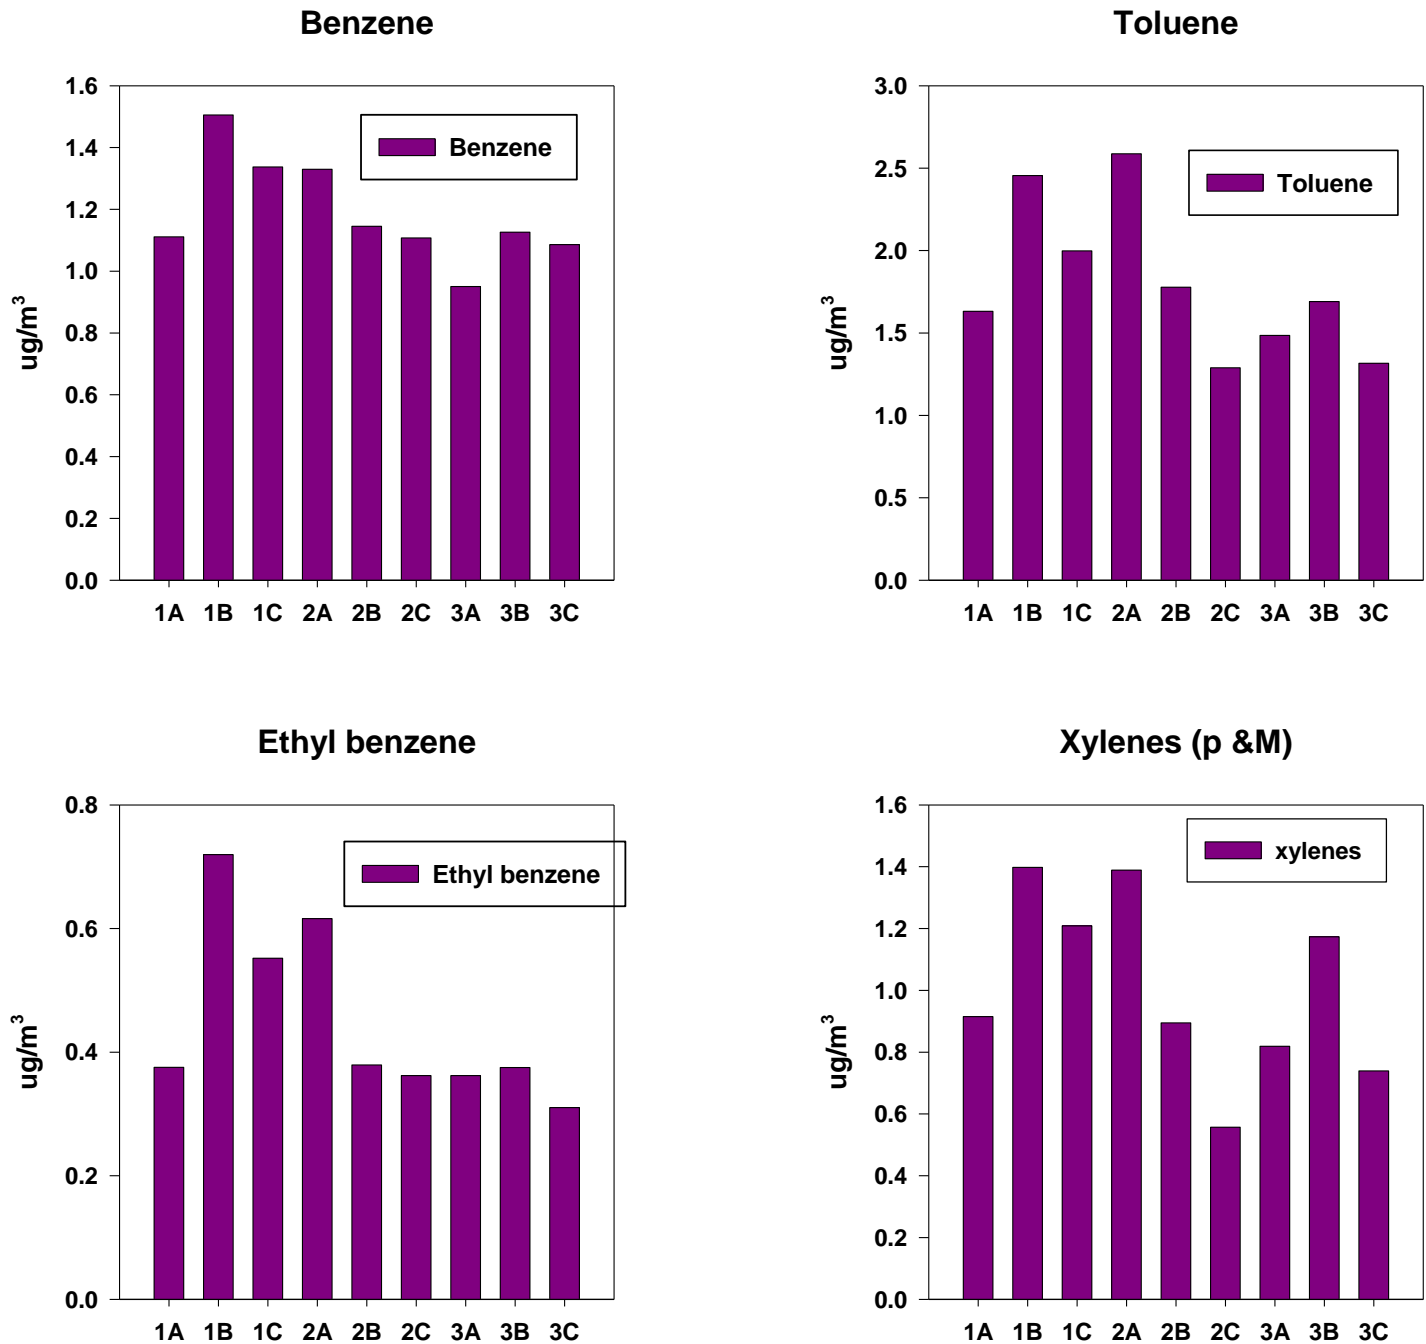 Benzene
1.6
1.4
1.2
1.0
0.8
0.6
0.4
0.2
0.0
ug/m³
Benzene
1A 1B 1C 2A 2B 2C 3A 3B 3C
Toluene
3.0
2.5
2.0
1.5
1.0
0.5
0.0
ug/m³
Toluene
1A 1B 1C 2A 2B 2C 3A 3B 3C
Ethyl benzene
0.8
0.6
0.4
0.2
0.0
ug/m³
Ethyl benzene
1A 1B 1C 2A 2B 2C 3A 3B 3C
Xylenes (p &M)
1.6
1.4
1.2
1.0
0.8
0.6
0.4
0.2
0.0
ug/m³
xylenes
1A 1B 1C 2A 2B 2C 3A 3B 3C